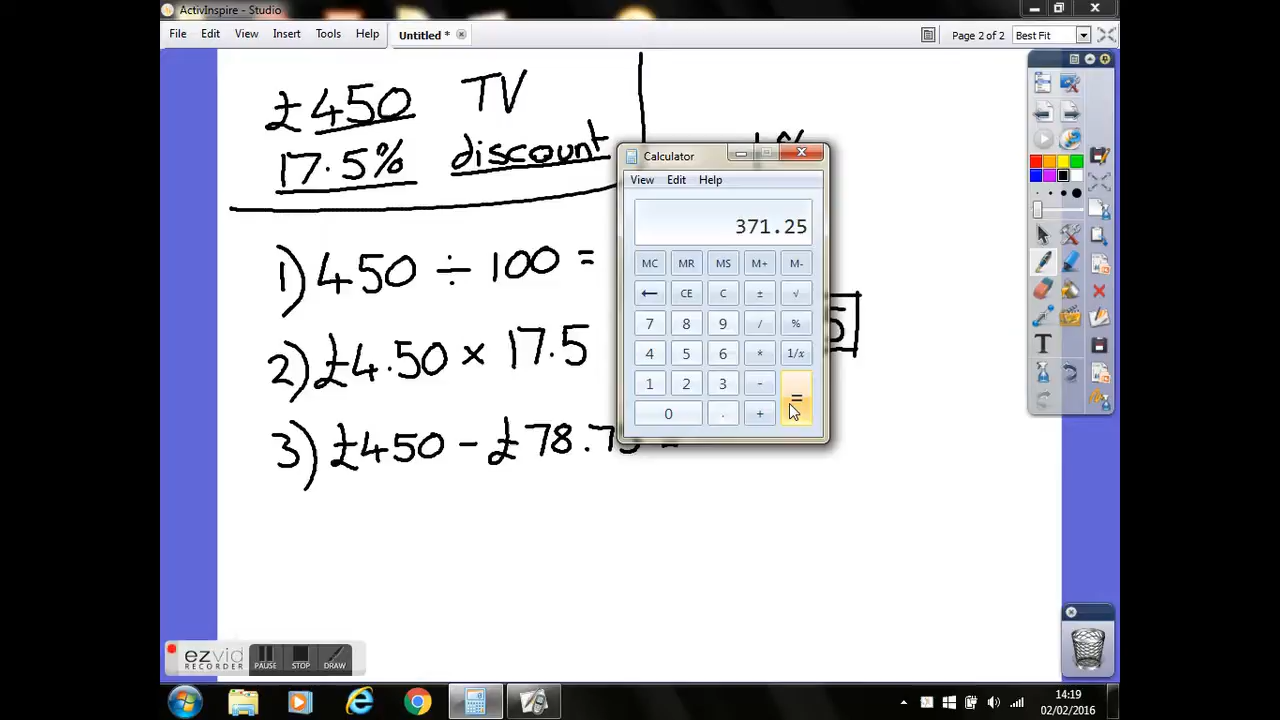 ActivInspire - Studio
File Edit View Insert Tools Help Untitled * Page 2 of 2 Best Fit
£450 TV
17.5% discount
1%
1) 450 ÷ 100 =
2) £4.50 × 17.5
5
3) £450 - £78.75 =
Calculator
View Edit Help
371.25
MC MR MS M+ M-
← CE C ± √
7 8 9 / %
4 5 6 * 1/x
1 2 3 - =
0 . +
T
ezvid
RECORDER
PAUSE STOP DRAW
14:19
02/02/2016